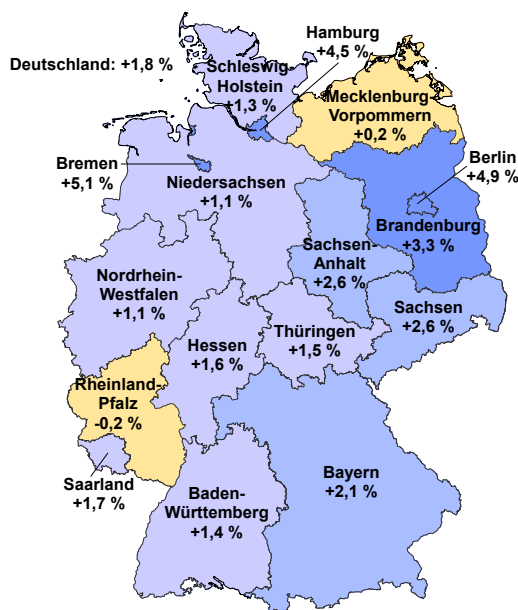 Hamburg
+4,5 %
Deutschland: +1,8 %
Schleswig-
Holstein
+1,3 %
Mecklenburg-
Vorpommern
+0,2 %
Bremen
+5,1 %
Berlin
+4,9 %
Niedersachsen
+1,1 %
Brandenburg
+3,3 %
Sachsen-
Anhalt
+2,6 %
Nordrhein-
Westfalen
+1,1 %
Sachsen
+2,6 %
Thüringen
+1,5 %
Hessen
+1,6 %
Rheinland-
Pfalz
-0,2 %
Saarland
+1,7 %
Bayern
+2,1 %
Baden-
Württemberg
+1,4 %